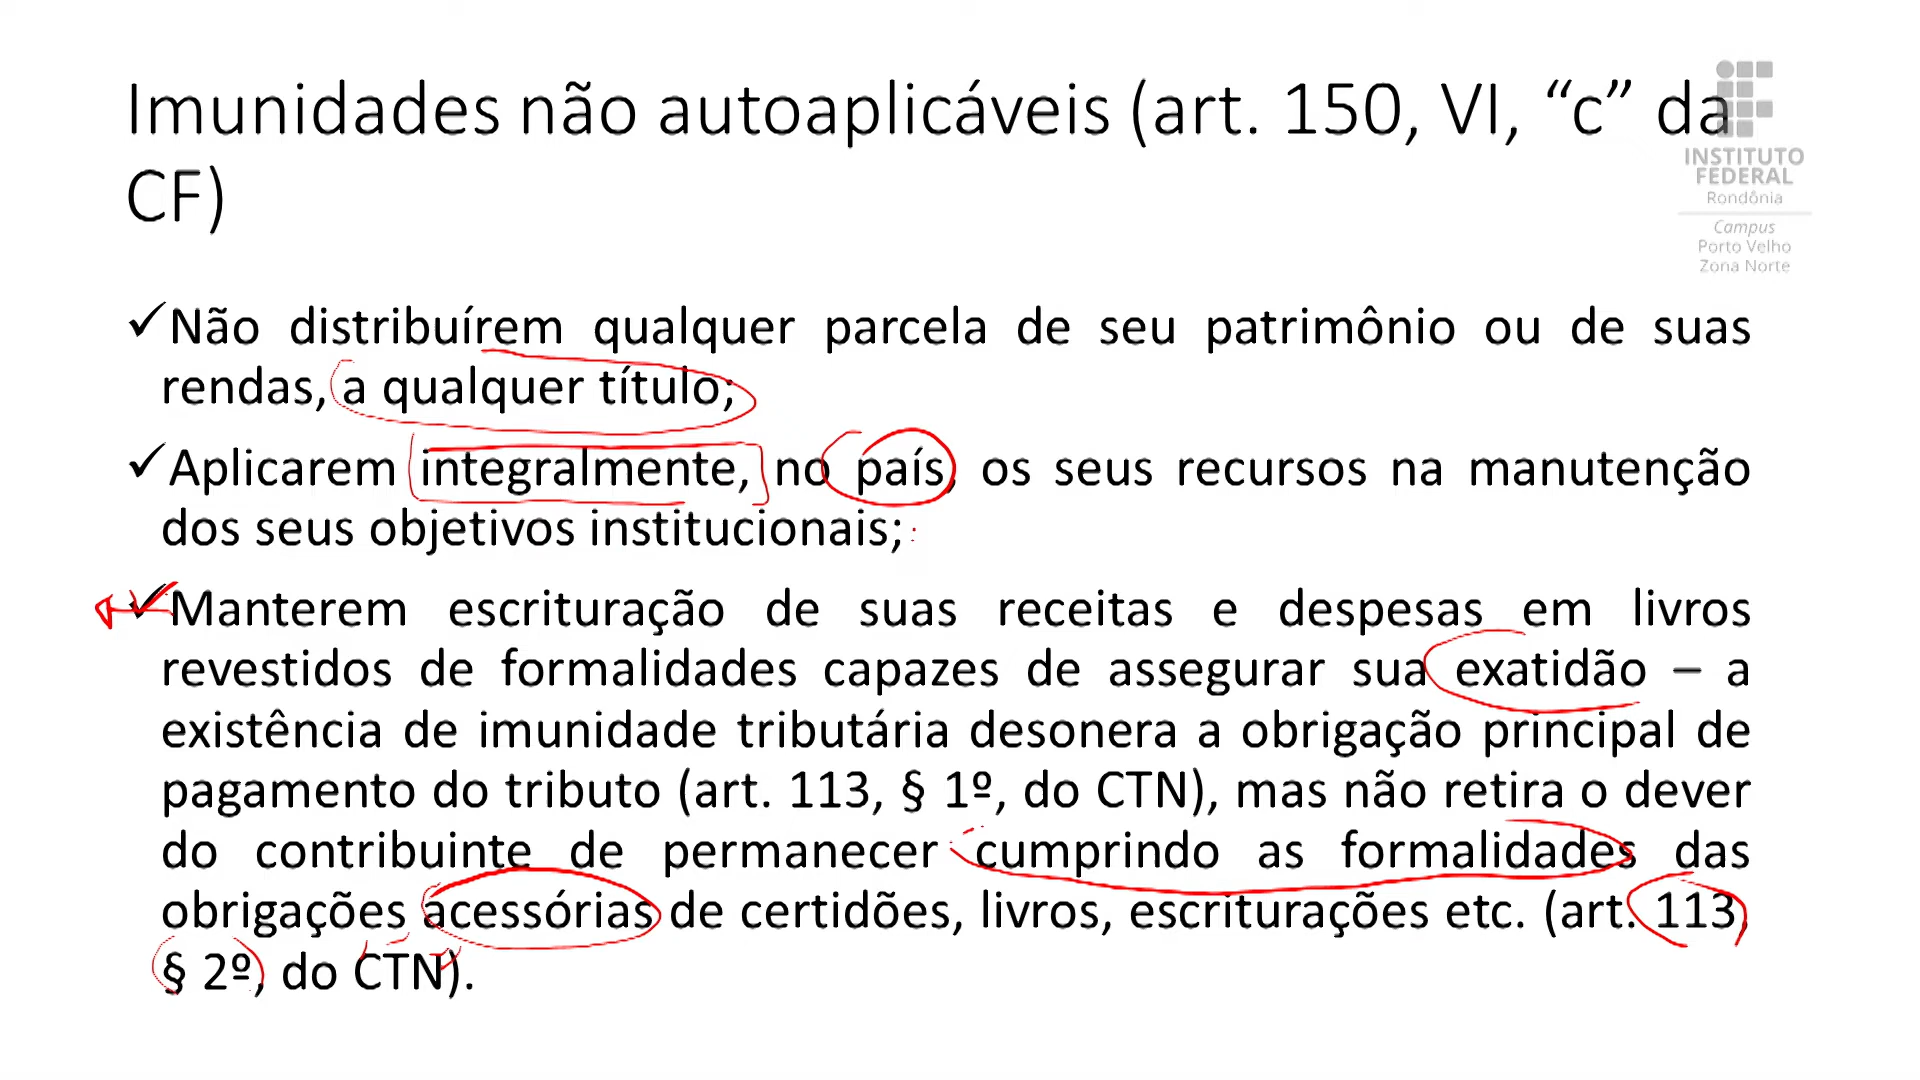 Imunidades não autoaplicáveis (art. 150, VI, “c” da
CF)
INSTITUTO
FEDERAL
Rondônia
Campus
Porto Velho
Zona Norte
✓Não distribuírem qualquer parcela de seu patrimônio ou de suas
rendas, a qualquer título;
✓Aplicarem integralmente, no país, os seus recursos na manutenção
dos seus objetivos institucionais;
✓Manterem escrituração de suas receitas e despesas em livros
revestidos de formalidades capazes de assegurar sua exatidão – a
existência de imunidade tributária desonera a obrigação principal de
pagamento do tributo (art. 113, § 1º, do CTN), mas não retira o dever
do contribuinte de permanecer cumprindo as formalidades das
obrigações acessórias de certidões, livros, escriturações etc. (art. 113,
§ 2º, do CTN).